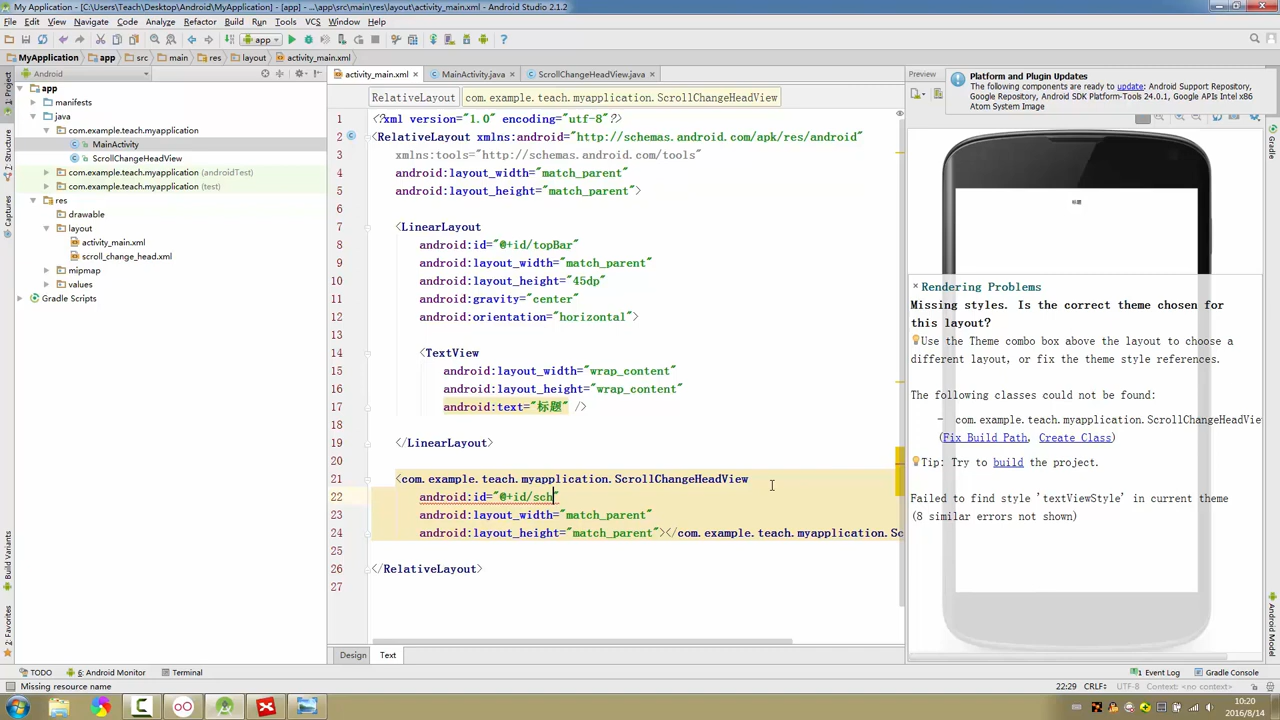 My Application - [C:\Users\Teach\Desktop\Android\MyApplication] - [app] - ...\app\src\main\res\layout\activity_main.xml - Android Studio 2.1.2
File Edit View Navigate Code Analyze Refactor Build Run Tools VCS Window Help
app
MyApplication app src main res layout activity_main.xml
Android
activity_main.xml MainActivity.java ScrollChangeHeadView.java
Preview
Platform and Plugin Updates
The following components are ready to update: Android Support Repository,
Google Repository, Android SDK Platform-Tools 24.0.1, Google APIs Intel x86
Atom System Image
RelativeLayout com.example.teach.myapplication.ScrollChangeHeadView
1: Project
Z: Structure
Captures
Build Variants
2: Favorites
app
manifests
java
com.example.teach.myapplication
MainActivity
ScrollChangeHeadView
com.example.teach.myapplication (androidTest)
com.example.teach.myapplication (test)
res
drawable
layout
activity_main.xml
scroll_change_head.xml
mipmap
values
Gradle Scripts
1 <?xml version="1.0" encoding="utf-8"?>
2 <RelativeLayout xmlns:android="http://schemas.android.com/apk/res/android"
3 xmlns:tools="http://schemas.android.com/tools"
4 android:layout_width="match_parent"
5 android:layout_height="match_parent">
6
7 <LinearLayout
8 android:id="@+id/topBar"
9 android:layout_width="match_parent"
10 android:layout_height="45dp"
11 android:gravity="center"
12 android:orientation="horizontal">
13
14 <TextView
15 android:layout_width="wrap_content"
16 android:layout_height="wrap_content"
17 android:text="标题" />
18
19 </LinearLayout>
20
21 <com.example.teach.myapplication.ScrollChangeHeadView
22 android:id="@+id/sch"
23 android:layout_width="match_parent"
24 android:layout_height="match_parent"></com.example.teach.myapplication.Sc
25
26 </RelativeLayout>
27
标题
Rendering Problems
Missing styles. Is the correct theme chosen for
this layout?
Use the Theme combo box above the layout to choose a
different layout, or fix the theme style references.
The following classes could not be found:
- com.example.teach.myapplication.ScrollChangeHeadVie
(Fix Build Path, Create Class)
Tip: Try to build the project.
Failed to find style 'textViewStyle' in current theme
(8 similar errors not shown)
Gradle
Android Model
Design Text
TODO 6: Android Monitor Terminal
Event Log Gradle Console
Missing resource name
22:29 CRLF÷ UTF-8 Context: <no context>
10:20
2016/8/14